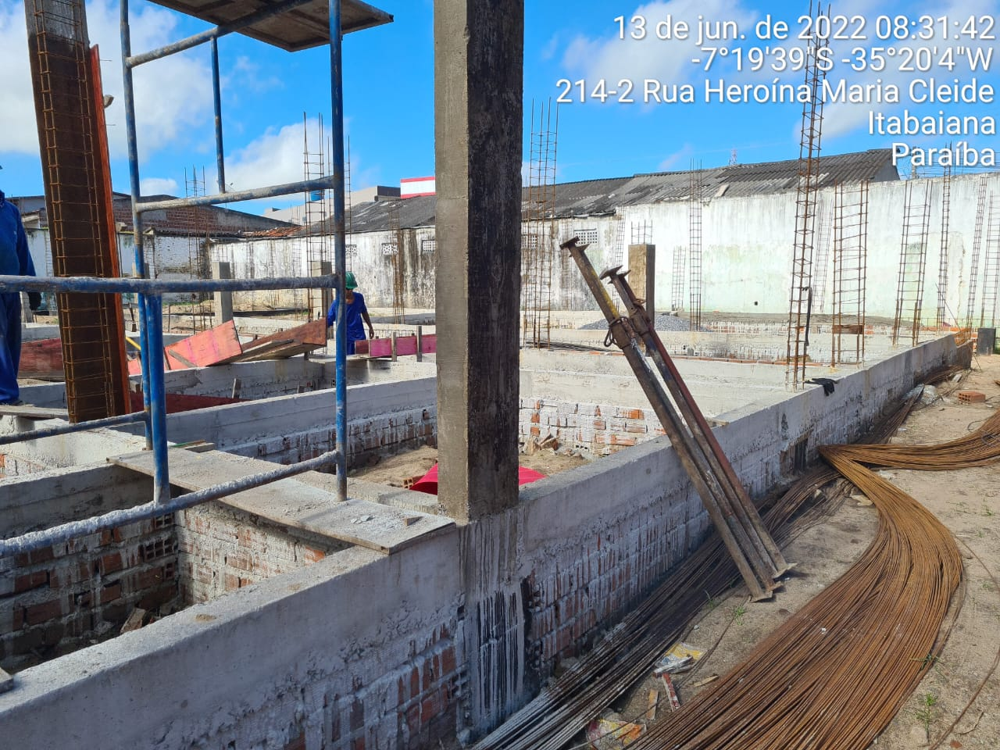 13 de jun. de 2022 08:31:42
-7°19'39"S -35°20'4"W
214-2 Rua Heroína Maria Cleide
Itabaiana
Paraíba